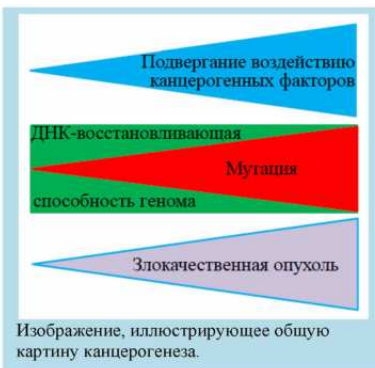 Подвергание воздействию
канцерогенных факторов
ДНК-восстановливающая
Мутация
способность генома
Злокачественная опухоль
Изображение, иллюстрирующее общую
картину канцерогенеза.